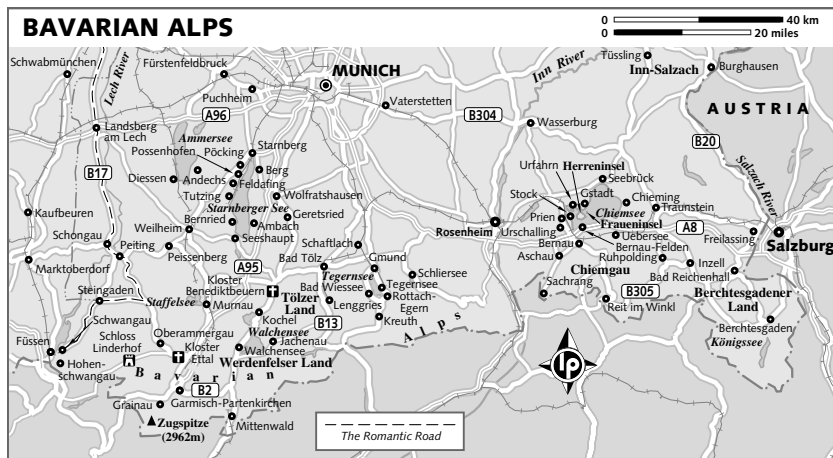 BAVARIAN ALPS
0 40 km
0 20 miles
Schwabmünchen
Lech River
Fürstenfeldbruck
Puchheim
MUNICH
Vaterstetten
Inn River
Tüssling
Inn-Salzach
Burghausen
AUSTRIA
A96
B304
Wasserburg
B20
Salzach River
Landsberg
am Lech
Ammersee
Possenhofen
Pöcking
Starnberg
B17
Diessen
Andechs
Feldafing
Berg
Tutzing
Wolfratshausen
Starnberger See
Bernried
Ambach
Geretsried
Seeshaupt
Urfahrn
Herreninsel
Seebrück
Stock
Gstadt
Chieming
Traunstein
Prien
Chiemsee
Fraueninsel
A8
Rosenheim
Urschalling
Uebersee
Freilassing
Salzburg
Bernau
Bernau-Felden
Aschau
Ruhpolding
Inzell
Chiemgau
Bad Reichenhall
Kaufbeuren
Schongau
Peiting
Weilheim
Peissenberg
Marktoberdorf
A95
Schaftlach
Bad Tölz
Gmund
Tegernsee
Schliersee
Kloster
Benediktbeuern
Bad Wiessee
Tegernsee
Tölzer
Land
Lenggries
Rottach-
Egern
Sachrang
B305
Reit im Winkl
Berchtesgadener
Land
Steingaden
Staffelsee
Murnau
Kochel
B13
Kreuth
Alps
Schwangau
Oberammergau
Walchensee
Jachenau
Berchtesgaden
Königssee
Füssen
Schloss
Linderhof
Kloster
Ettal
Walchensee
Werdenfelser Land
Hohen-
schwangau
Bavarian
lp
B2
Grainau
Garmisch-Partenkirchen
Zugspitze
(2962m)
Mittenwald
The Romantic Road